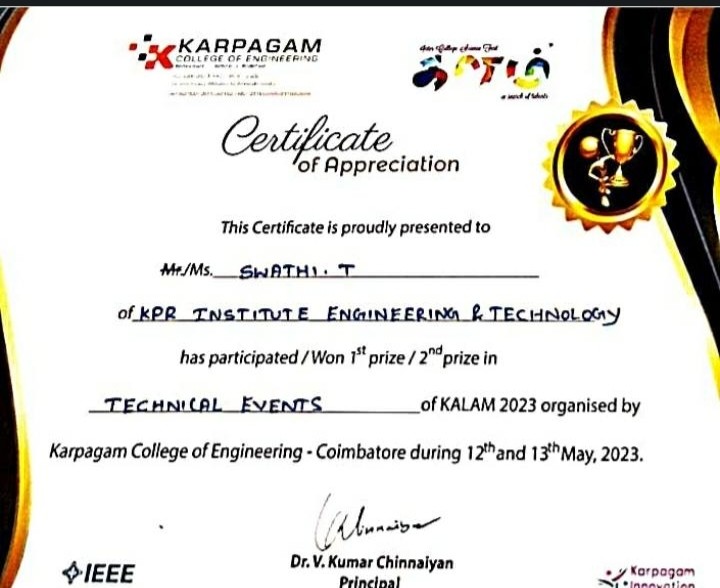 KARPAGAM
COLLEGE OF ENGINEERING
Inter College Fest
in search of talents
Certificate
of Appreciation
This Certificate is proudly presented to
Mr./Ms. SWATHI. T
of KPR INSTITUTE ENGINEERING & TECHNOLOGY
has participated / Won 1st prize / 2nd prize in
TECHNICAL EVENTS of KALAM 2023 organised by
Karpagam College of Engineering - Coimbatore during 12th and 13th May, 2023.
Dr. V. Kumar Chinnaiyan
Principal
IEEE
Karpagam
Innovation